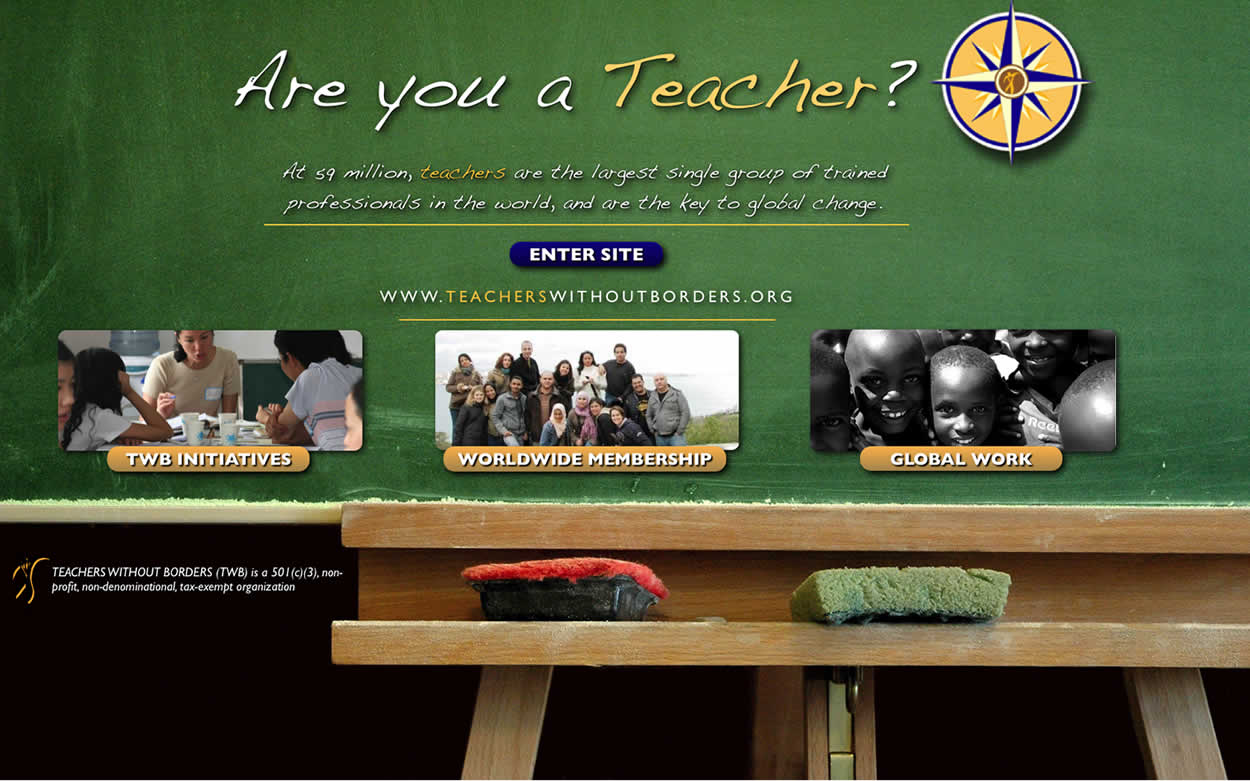 Are you a Teacher?
At 59 million, teachers are the largest single group of trained
professionals in the world, and are the key to global change.
ENTER SITE
WWW.TEACHERSWITHOUTBORDERS.ORG
Reebo
TWB INITIATIVES
WORLDWIDE MEMBERSHIP
GLOBAL WORK
TEACHERS WITHOUT BORDERS (TWB) is a 501(c)(3), non-
profit, non-denominational, tax-exempt organization